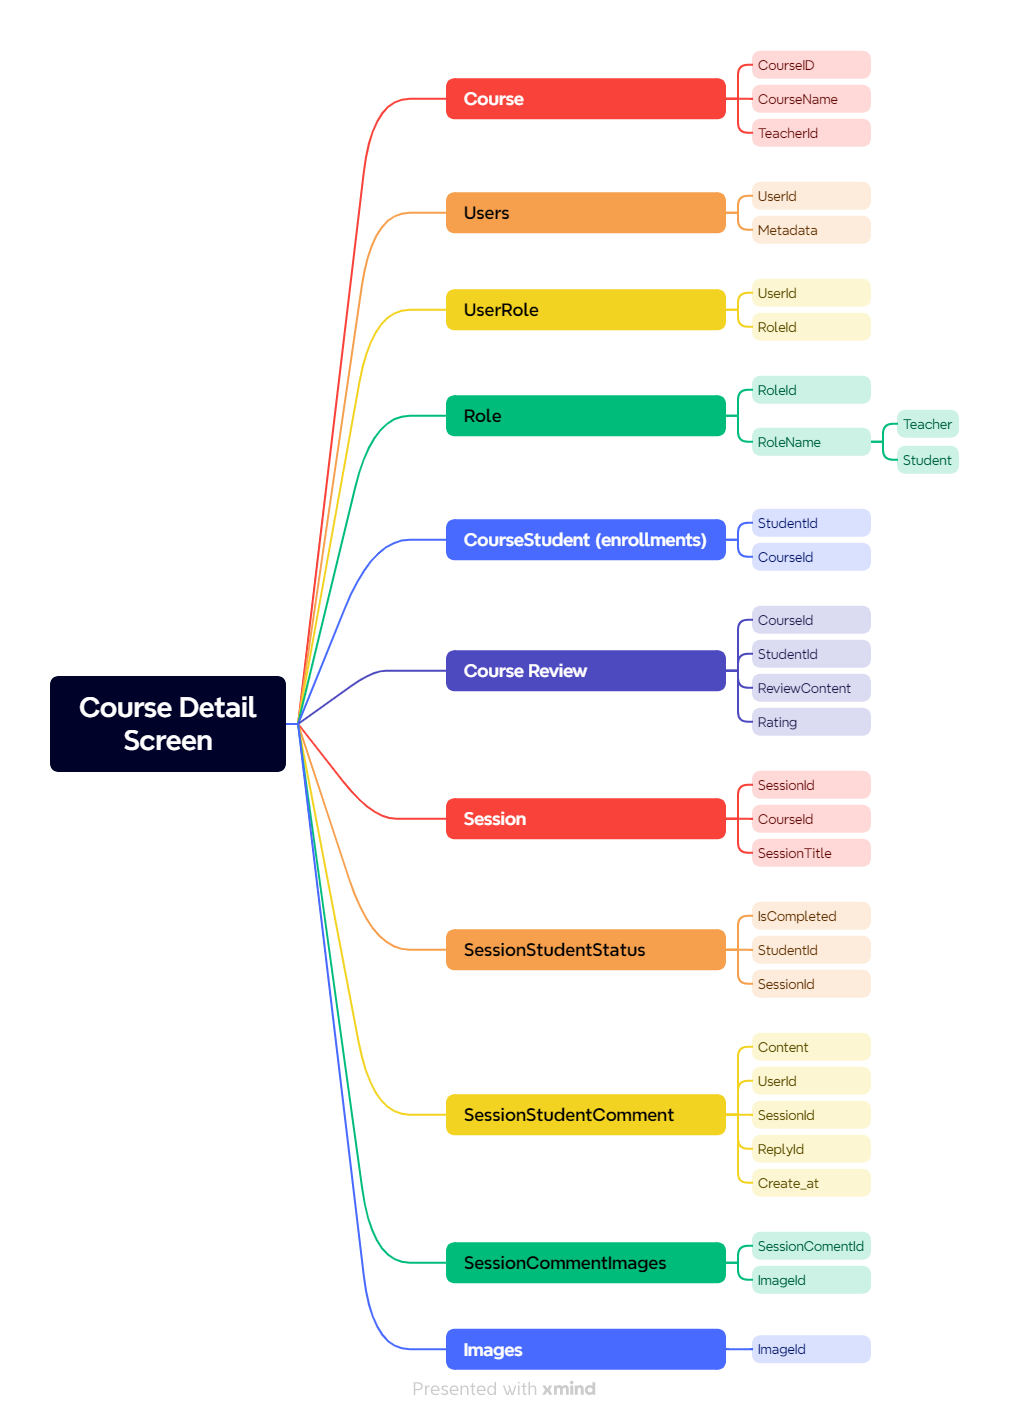 Course Detail
Screen
Course
CourseID
CourseName
TeacherId
Users
UserId
Metadata
UserRole
UserId
RoleId
Role
RoleId
RoleName
Teacher
Student
CourseStudent (enrollments)
StudentId
CourseId
Course Review
CourseId
StudentId
ReviewContent
Rating
Session
SessionId
CourseId
SessionTitle
SessionStudentStatus
IsCompleted
StudentId
SessionId
SessionStudentComment
Content
UserId
SessionId
ReplyId
Create_at
SessionCommentImages
SessionComentId
ImageId
Images
ImageId
Presented with xmind